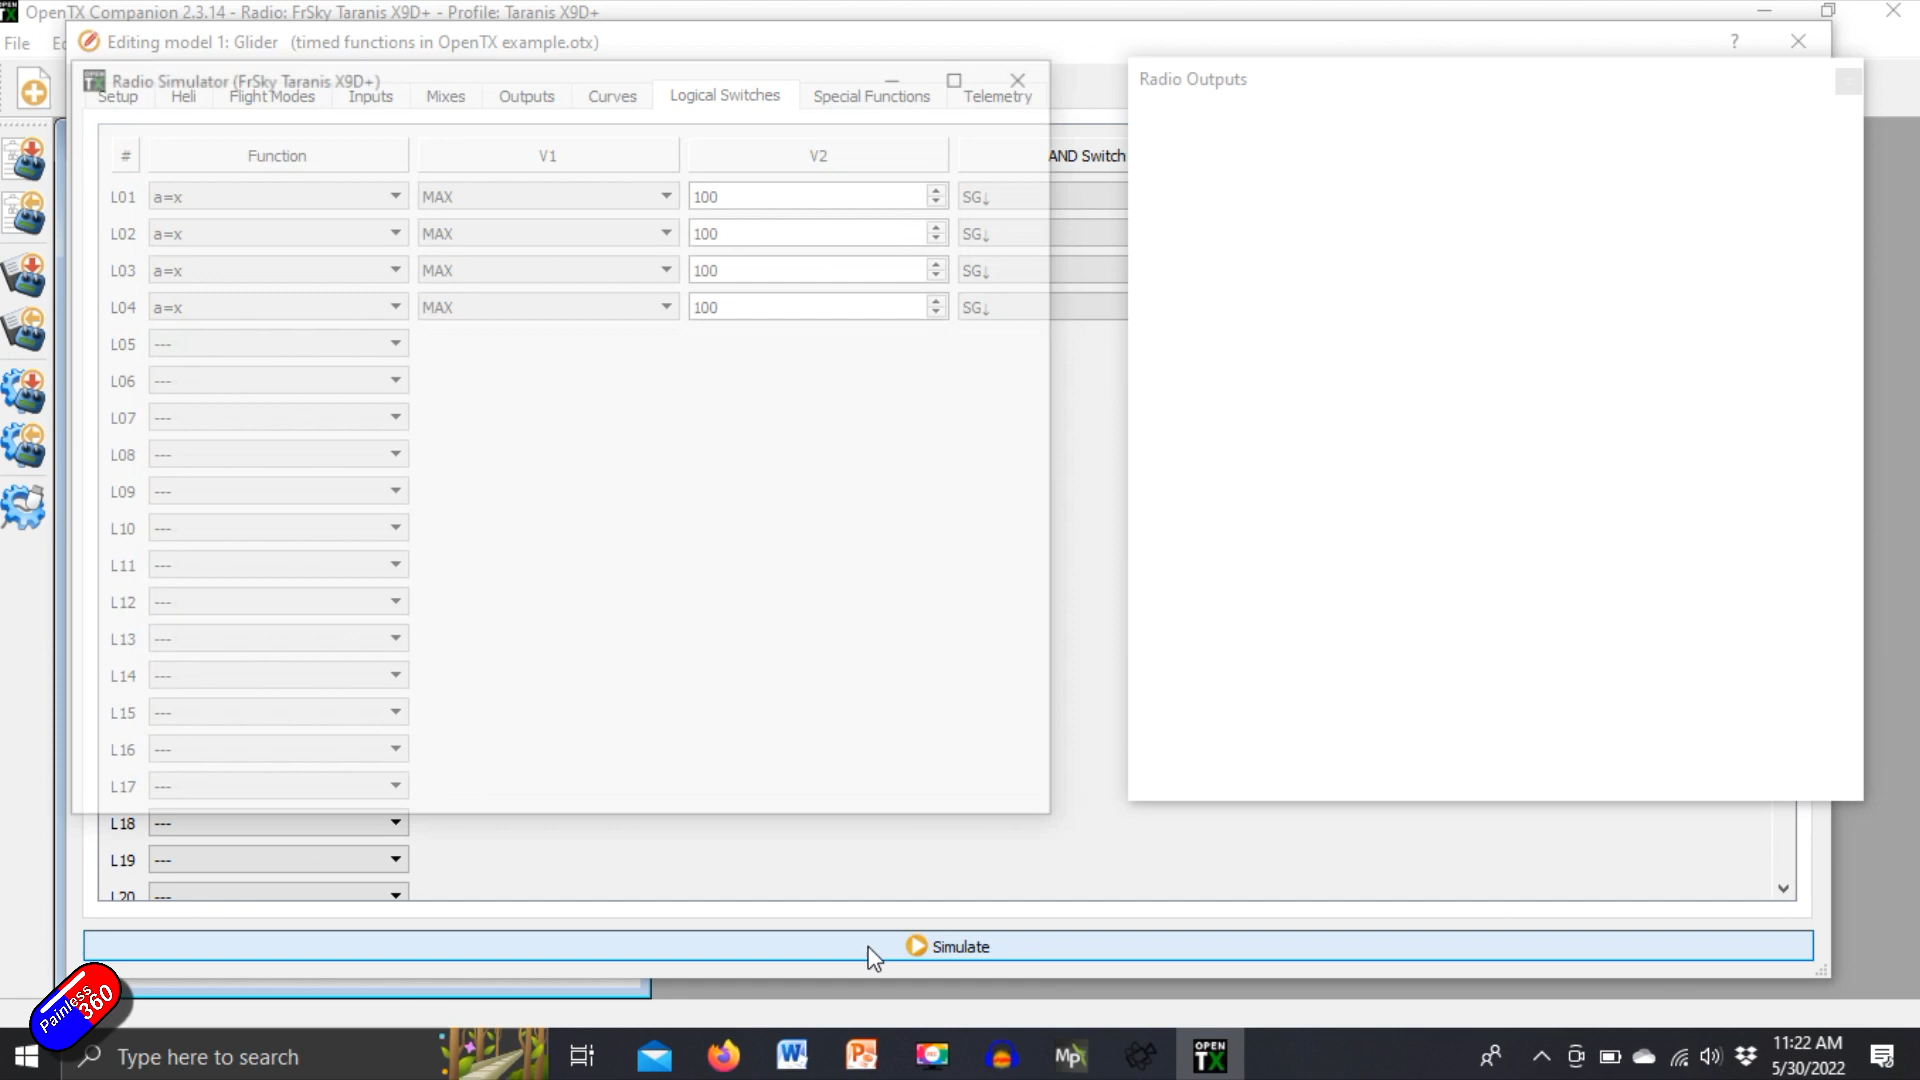 OpenTX Companion 2.3.14 - Radio: FrSky Taranis X9D+ - Profile: Taranis X9D+
File
Editing model 1: Glider (timed functions in OpenTX example.otx)
?
Radio Simulator (FrSky Taranis X9D+)
Radio Outputs
Setup Heli Flight Modes Inputs Mixes Outputs Curves Logical Switches Special Functions Telemetry
# Function V1 V2 AND Switch
L01 a=x MAX 100 SG↓
L02 a=x MAX 100 SG↓
L03 a=x MAX 100 SG↓
L04 a=x MAX 100 SG↓
L05 ---
L06 ---
L07 ---
L08 ---
L09 ---
L10 ---
L11 ---
L12 ---
L13 ---
L14 ---
L15 ---
L16 ---
L17 ---
L18 ---
L19 ---
L20 ---
Simulate
Painless
360
Type here to search
OPEN
TX
11:22 AM
5/30/2022